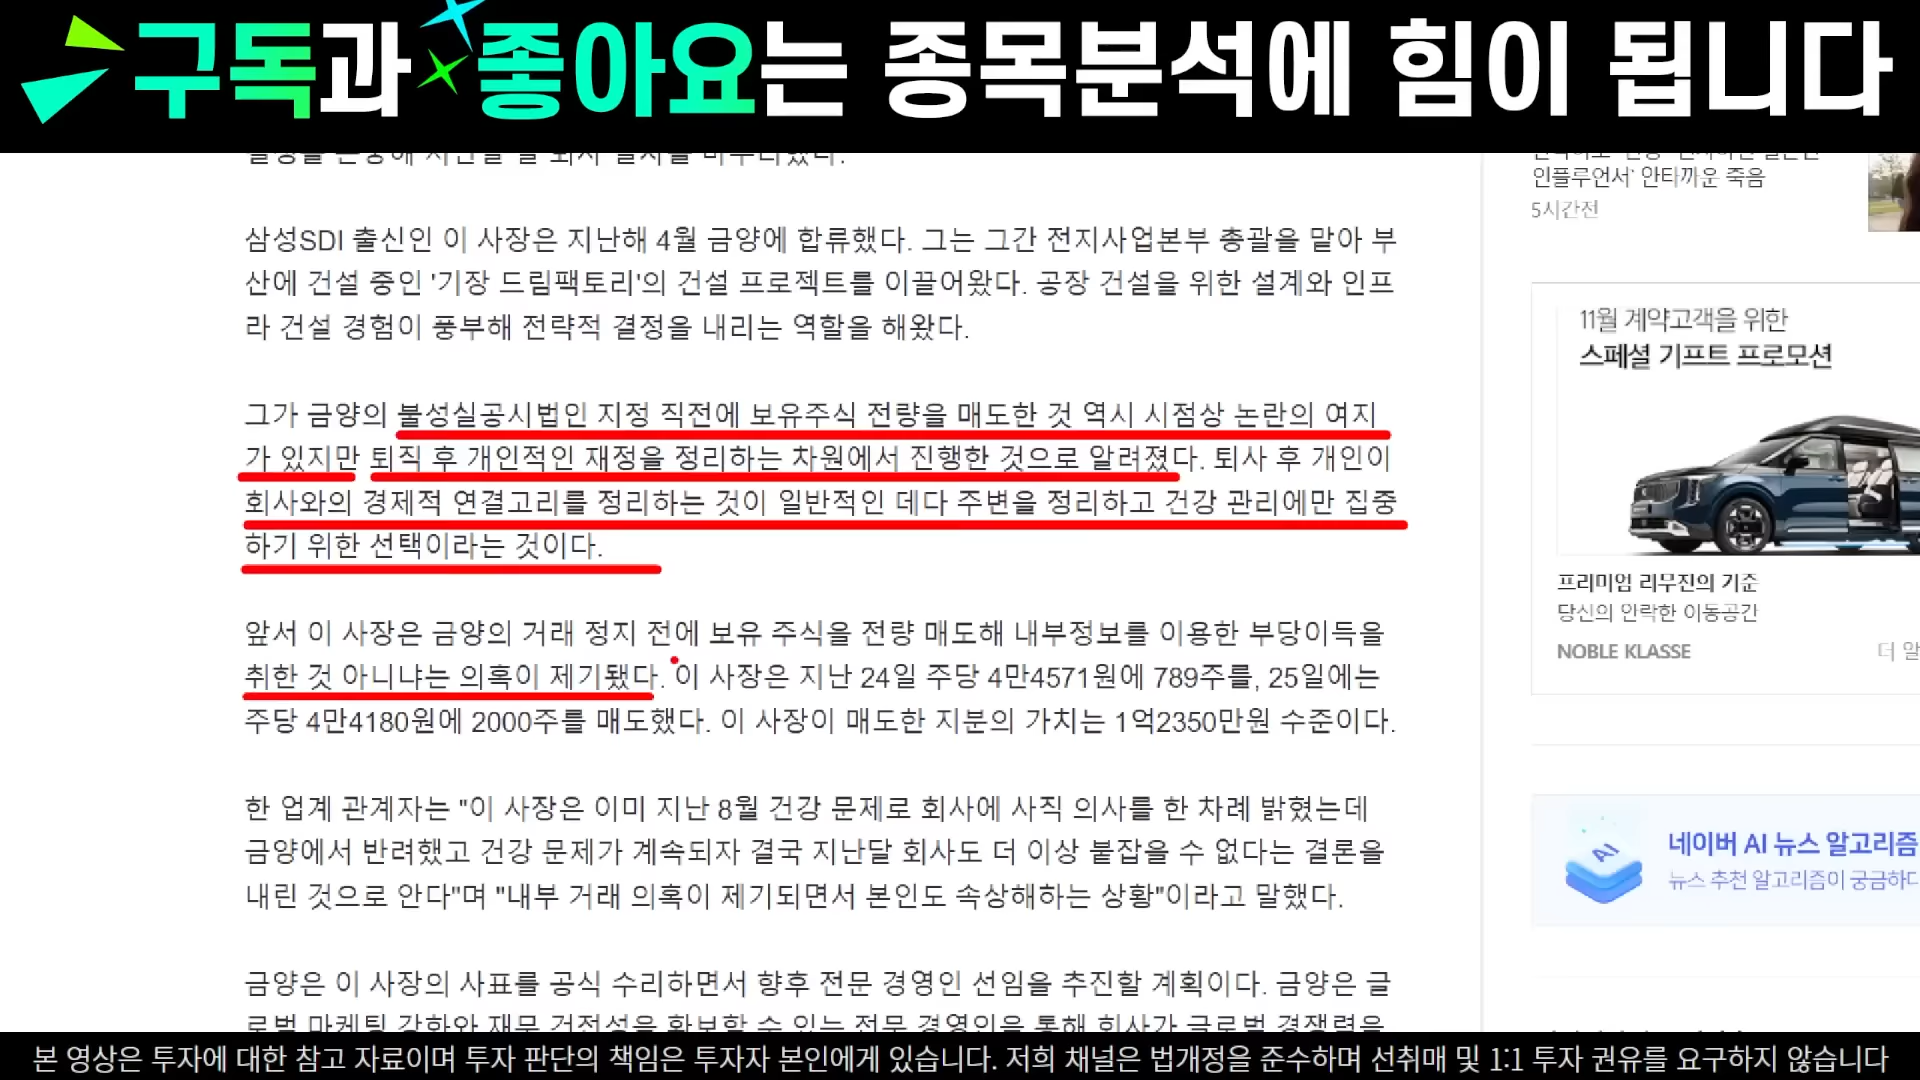 구독과 좋아요는 종목분석에 힘이 됩니다
삼성SDI 출신인 이 사장은 지난해 4월 금양에 합류했다. 그는 그간 전지사업본부 총괄을 맡아 부
산에 건설 중인 '기장 드림팩토리'의 건설 프로젝트를 이끌어왔다. 공장 건설을 위한 설계와 인프
라 건설 경험이 풍부해 전략적 결정을 내리는 역할을 해왔다.
그가 금양의 불성실공시법인 지정 직전에 보유주식 전량을 매도한 것 역시 시점상 논란의 여지
가 있지만 퇴직 후 개인적인 재정을 정리하는 차원에서 진행한 것으로 알려졌다. 퇴사 후 개인이
회사와의 경제적 연결고리를 정리하는 것이 일반적인 데다 주변을 정리하고 건강 관리에만 집중
하기 위한 선택이라는 것이다.
앞서 이 사장은 금양의 거래 정지 전에 보유 주식을 전량 매도해 내부정보를 이용한 부당이득을
취한 것 아니냐는 의혹이 제기됐다. 이 사장은 지난 24일 주당 4만4571원에 789주를, 25일에는
주당 4만4180원에 2000주를 매도했다. 이 사장이 매도한 지분의 가치는 1억2350만원 수준이다.
한 업계 관계자는 "이 사장은 이미 지난 8월 건강 문제로 회사에 사직 의사를 한 차례 밝혔는데
금양에서 반려했고 건강 문제가 계속되자 결국 지난달 회사도 더 이상 붙잡을 수 없다는 결론을
내린 것으로 안다"며 "내부 거래 의혹이 제기되면서 본인도 속상해하는 상황"이라고 말했다.
금양은 이 사장의 사표를 공식 수리하면서 향후 전문 경영인 선임을 추진할 계획이다. 금양은 글
로벌 마케팅 강화와 재무 건전성을 확보할 수 있는 전문 경영인을 통해 회사가 글로벌 경쟁력을
인플루언서' 안타까운 죽음
5시간전
11월 계약고객을 위한
스페셜 기프트 프로모션
프리미엄 리무진의 기준
당신의 안락한 이동공간
NOBLE KLASSE
더 알
AI
네이버 AI 뉴스 알고리즘
뉴스 추천 알고리즘이 궁금하다
본 영상은 투자에 대한 참고 자료이며 투자 판단의 책임은 투자자 본인에게 있습니다. 저희 채널은 법개정을 준수하며 선취매 및 1:1 투자 권유를 요구하지 않습니다